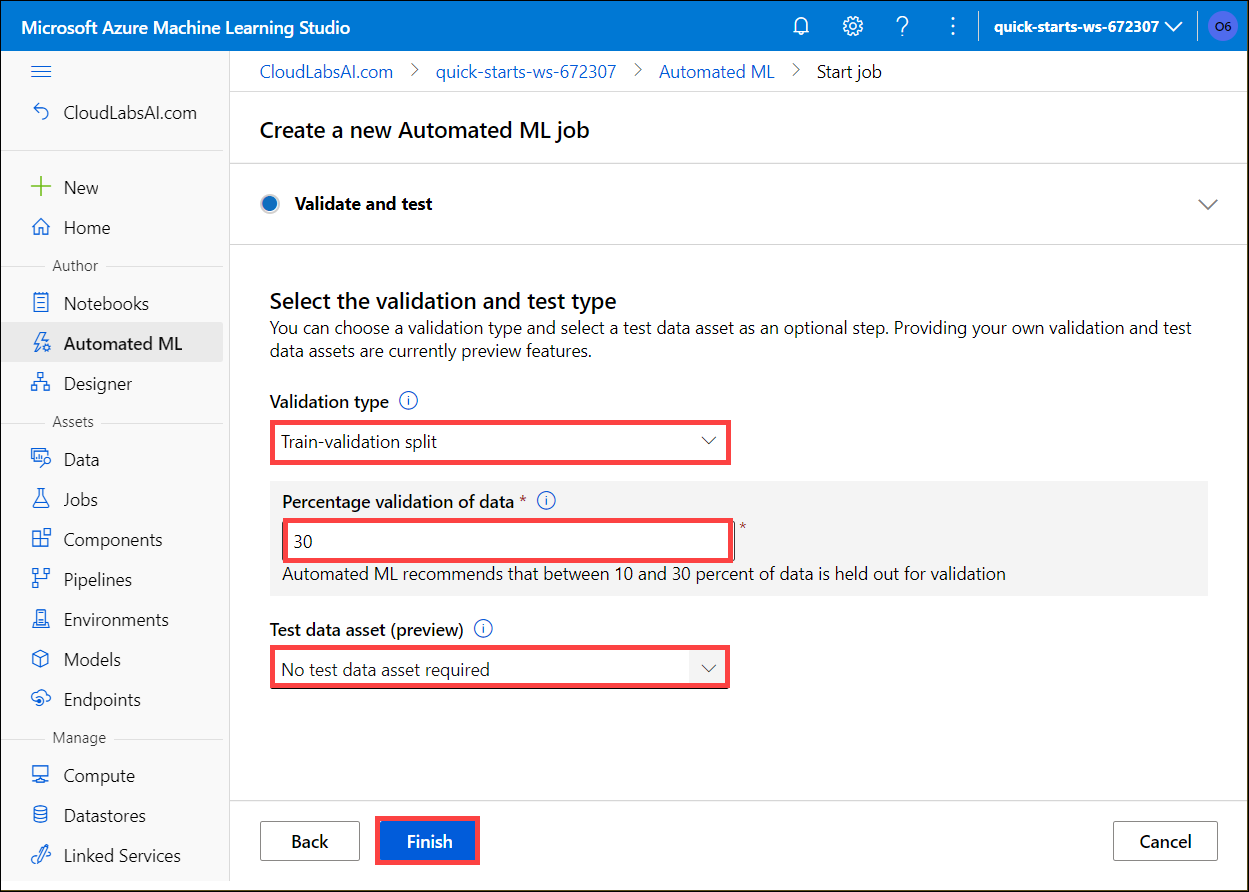 Microsoft Azure Machine Learning Studio
quick-starts-ws-672307
O6
CloudLabsAI.com
CloudLabsAI.com > quick-starts-ws-672307 > Automated ML > Start job
Create a new Automated ML job
New
Home
Author
Notebooks
Automated ML
Designer
Assets
Data
Jobs
Components
Pipelines
Environments
Models
Endpoints
Manage
Compute
Datastores
Linked Services
Validate and test
Select the validation and test type
You can choose a validation type and select a test data asset as an optional step. Providing your own validation and test
data assets are currently preview features.
Validation type
Train-validation split
Percentage validation of data *
30
*
Automated ML recommends that between 10 and 30 percent of data is held out for validation
Test data asset (preview)
No test data asset required
Back
Finish
Cancel